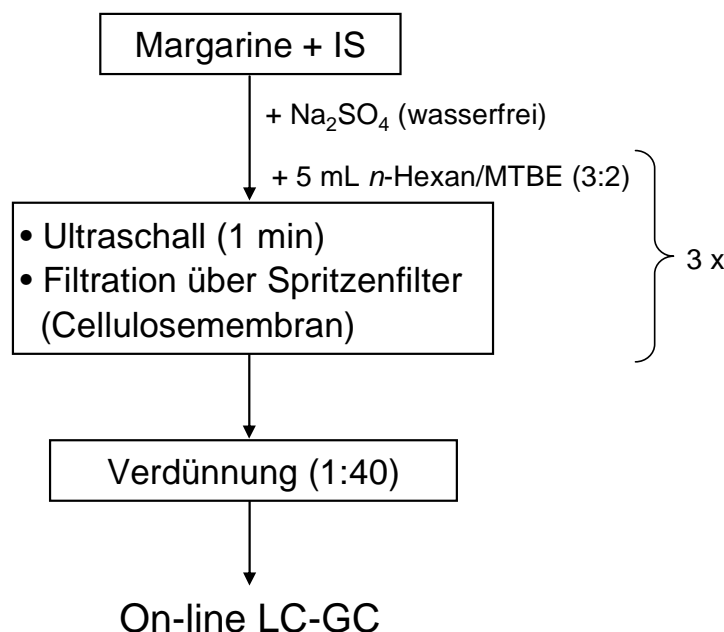 Margarine + IS
+ Na₂SO₄ (wasserfrei)
+ 5 mL n-Hexan/MTBE (3:2)
• Ultraschall (1 min)
• Filtration über Spritzenfilter
(Cellulosemembran)
3 x
Verdünnung (1:40)
On-line LC-GC